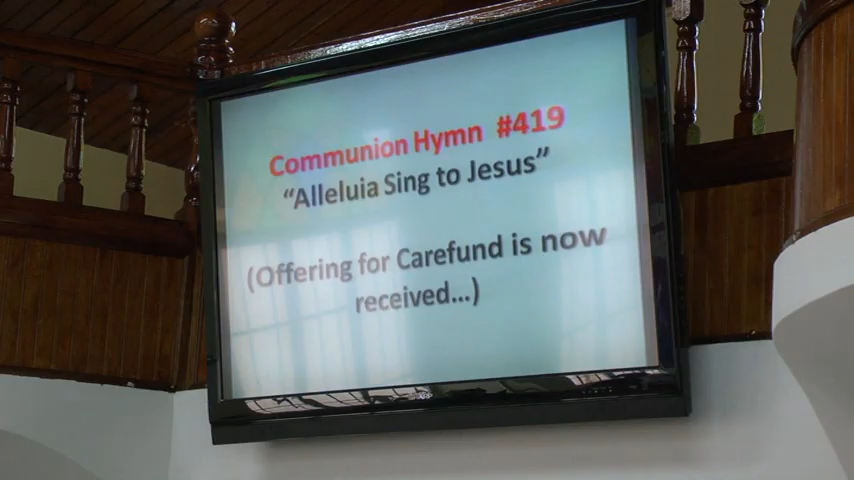 Communion Hymn #419
“Alleluia Sing to Jesus”
(Offering for Carefund is now
received...)